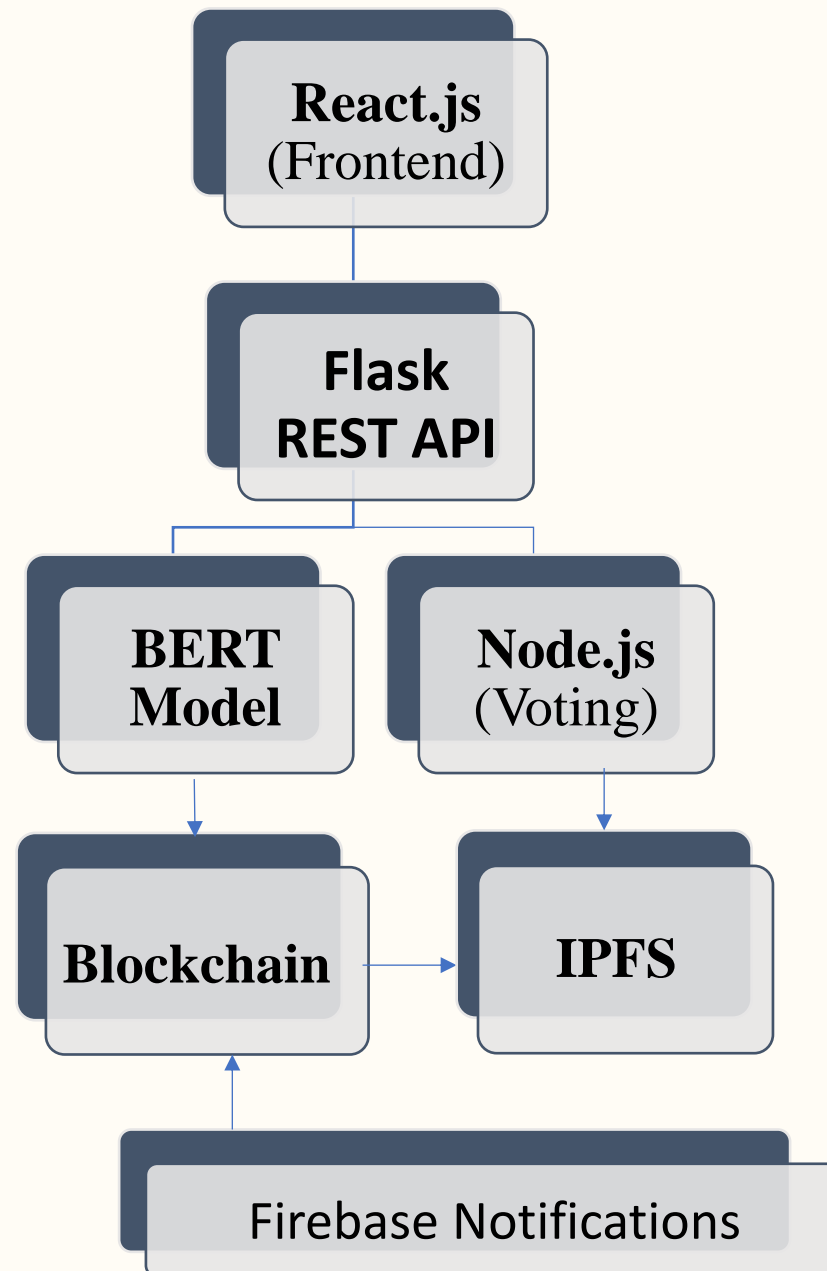 React.js
(Frontend)
Flask
REST API
BERT
Model
Node.js
(Voting)
Blockchain
IPFS
Firebase Notifications